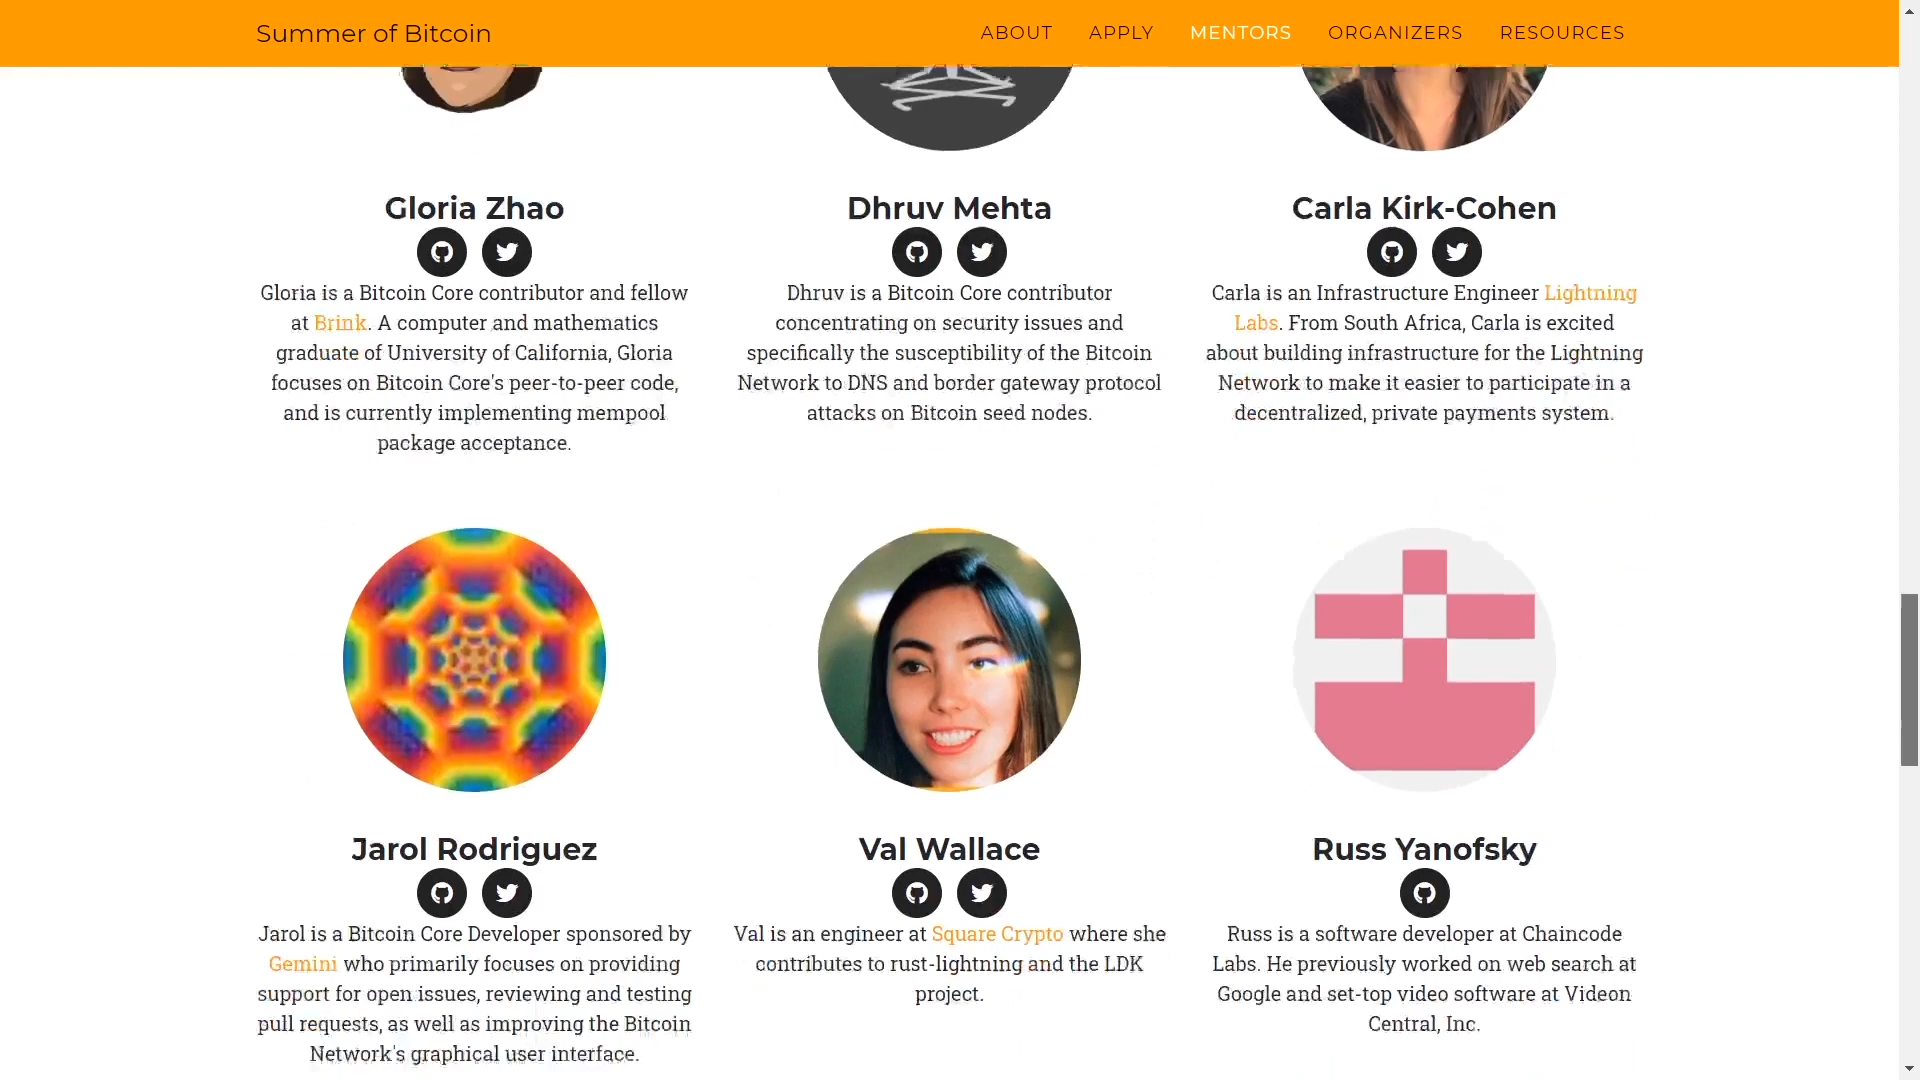 Summer of Bitcoin
ABOUT APPLY MENTORS ORGANIZERS RESOURCES
Gloria Zhao
Gloria is a Bitcoin Core contributor and fellow
at Brink. A computer and mathematics
graduate of University of California, Gloria
focuses on Bitcoin Core's peer-to-peer code,
and is currently implementing mempool
package acceptance.
Dhruv Mehta
Dhruv is a Bitcoin Core contributor
concentrating on security issues and
specifically the susceptibility of the Bitcoin
Network to DNS and border gateway protocol
attacks on Bitcoin seed nodes.
Carla Kirk-Cohen
Carla is an Infrastructure Engineer Lightning
Labs. From South Africa, Carla is excited
about building infrastructure for the Lightning
Network to make it easier to participate in a
decentralized, private payments system.
Jarol Rodriguez
Jarol is a Bitcoin Core Developer sponsored by
Gemini who primarily focuses on providing
support for open issues, reviewing and testing
pull requests, as well as improving the Bitcoin
Network's graphical user interface.
Val Wallace
Val is an engineer at Square Crypto where she
contributes to rust-lightning and the LDK
project.
Russ Yanofsky
Russ is a software developer at Chaincode
Labs. He previously worked on web search at
Google and set-top video software at Videon
Central, Inc.